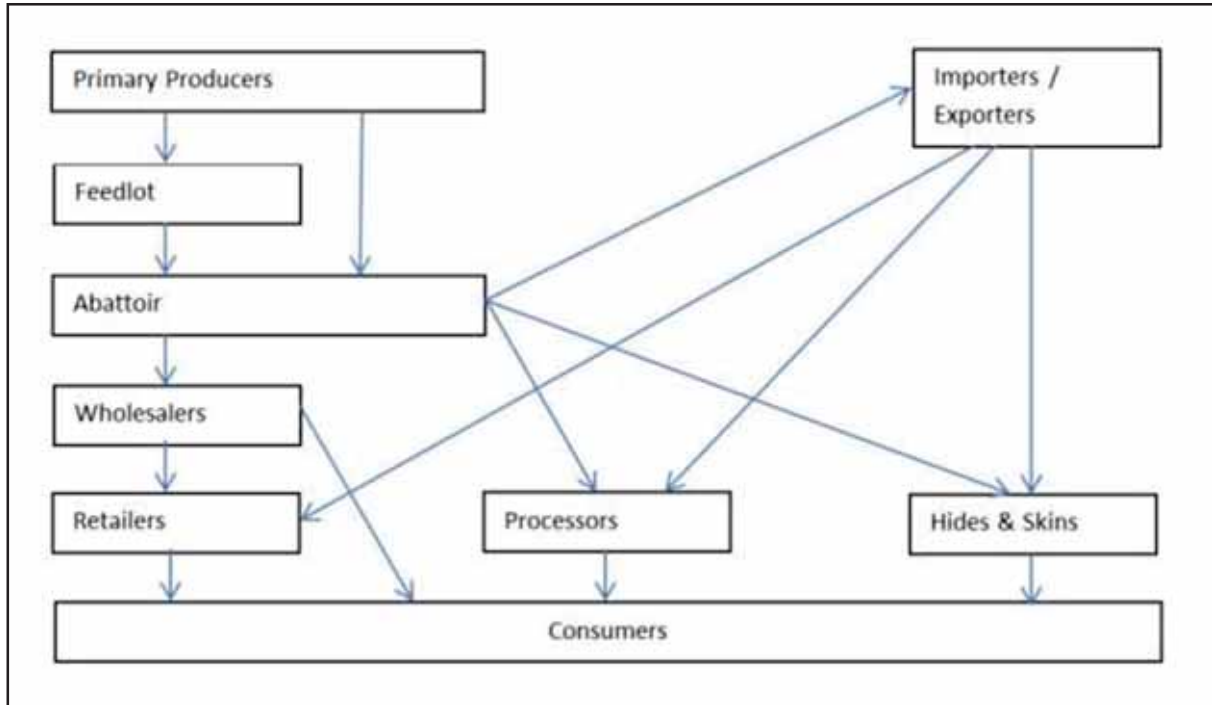 Primary Producers
Importers /
Exporters
Feedlot
Abattoir
Wholesalers
Retailers
Processors
Hides & Skins
Consumers